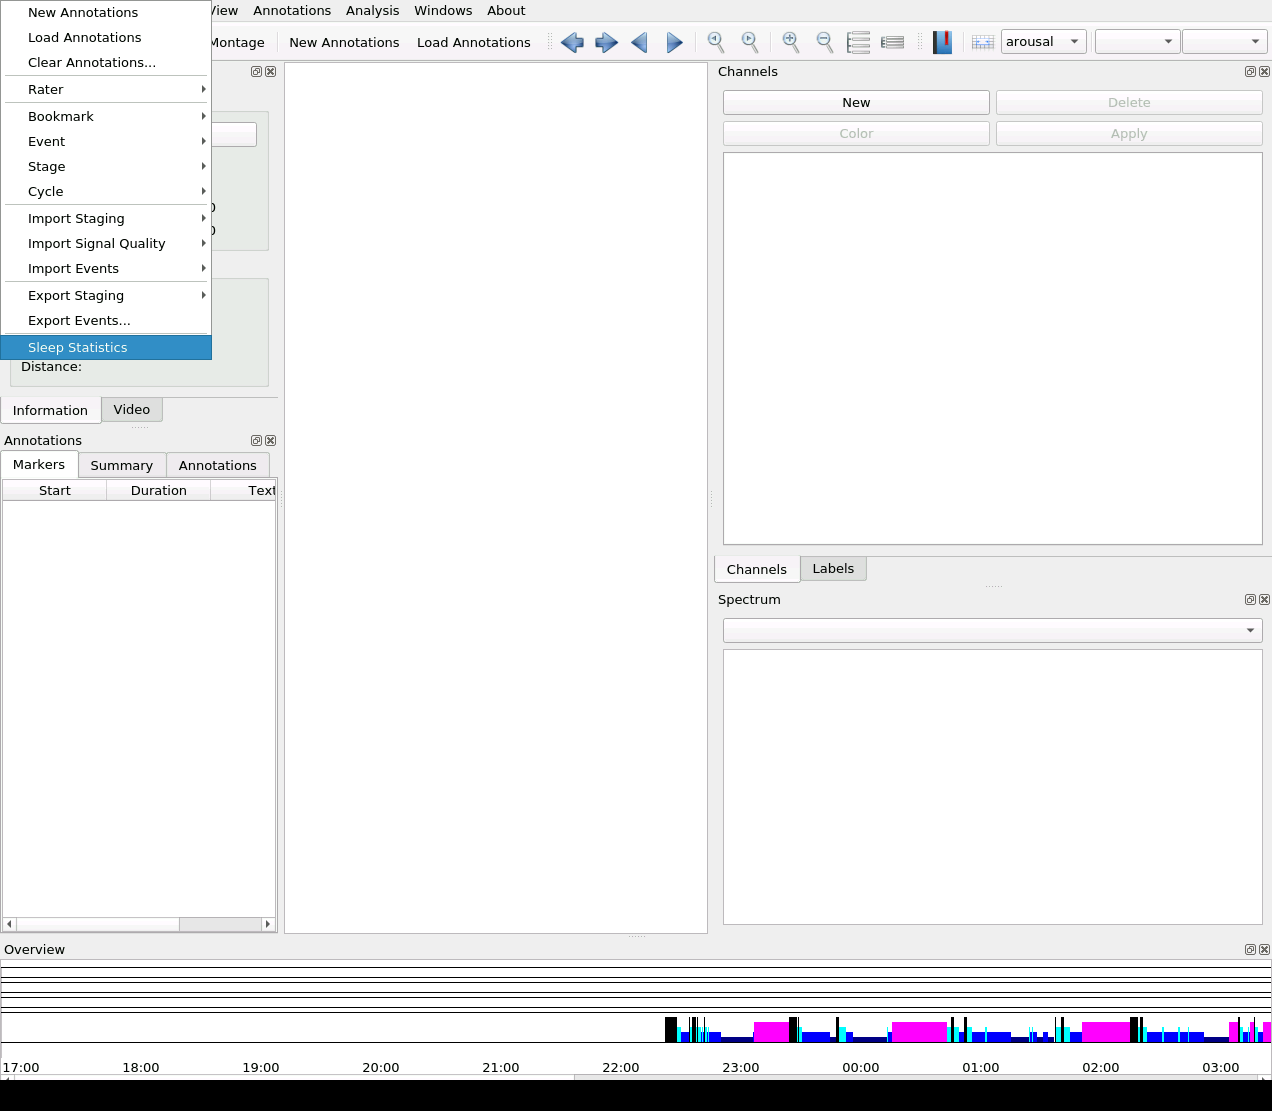 New Annotations
Load Annotations
Clear Annotations...
Rater
Bookmark
Event
Stage
Cycle
Import Staging
Import Signal Quality
Import Events
Export Staging
Export Events...
Sleep Statistics
View Annotations Analysis Windows About
Montage New Annotations Load Annotations arousal
0
0
Distance:
Information Video
Annotations
Markers Summary Annotations
Start Duration Text
Channels
New Delete
Color Apply
Channels Labels
Spectrum
Overview
17:00 18:00 19:00 20:00 21:00 22:00 23:00 00:00 01:00 02:00 03:00